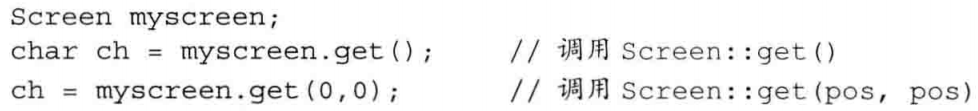 Screen myscreen;
char ch = myscreen.get();    // 调用 Screen::get()
ch = myscreen.get(0,0);      // 调用 Screen::get(pos, pos)